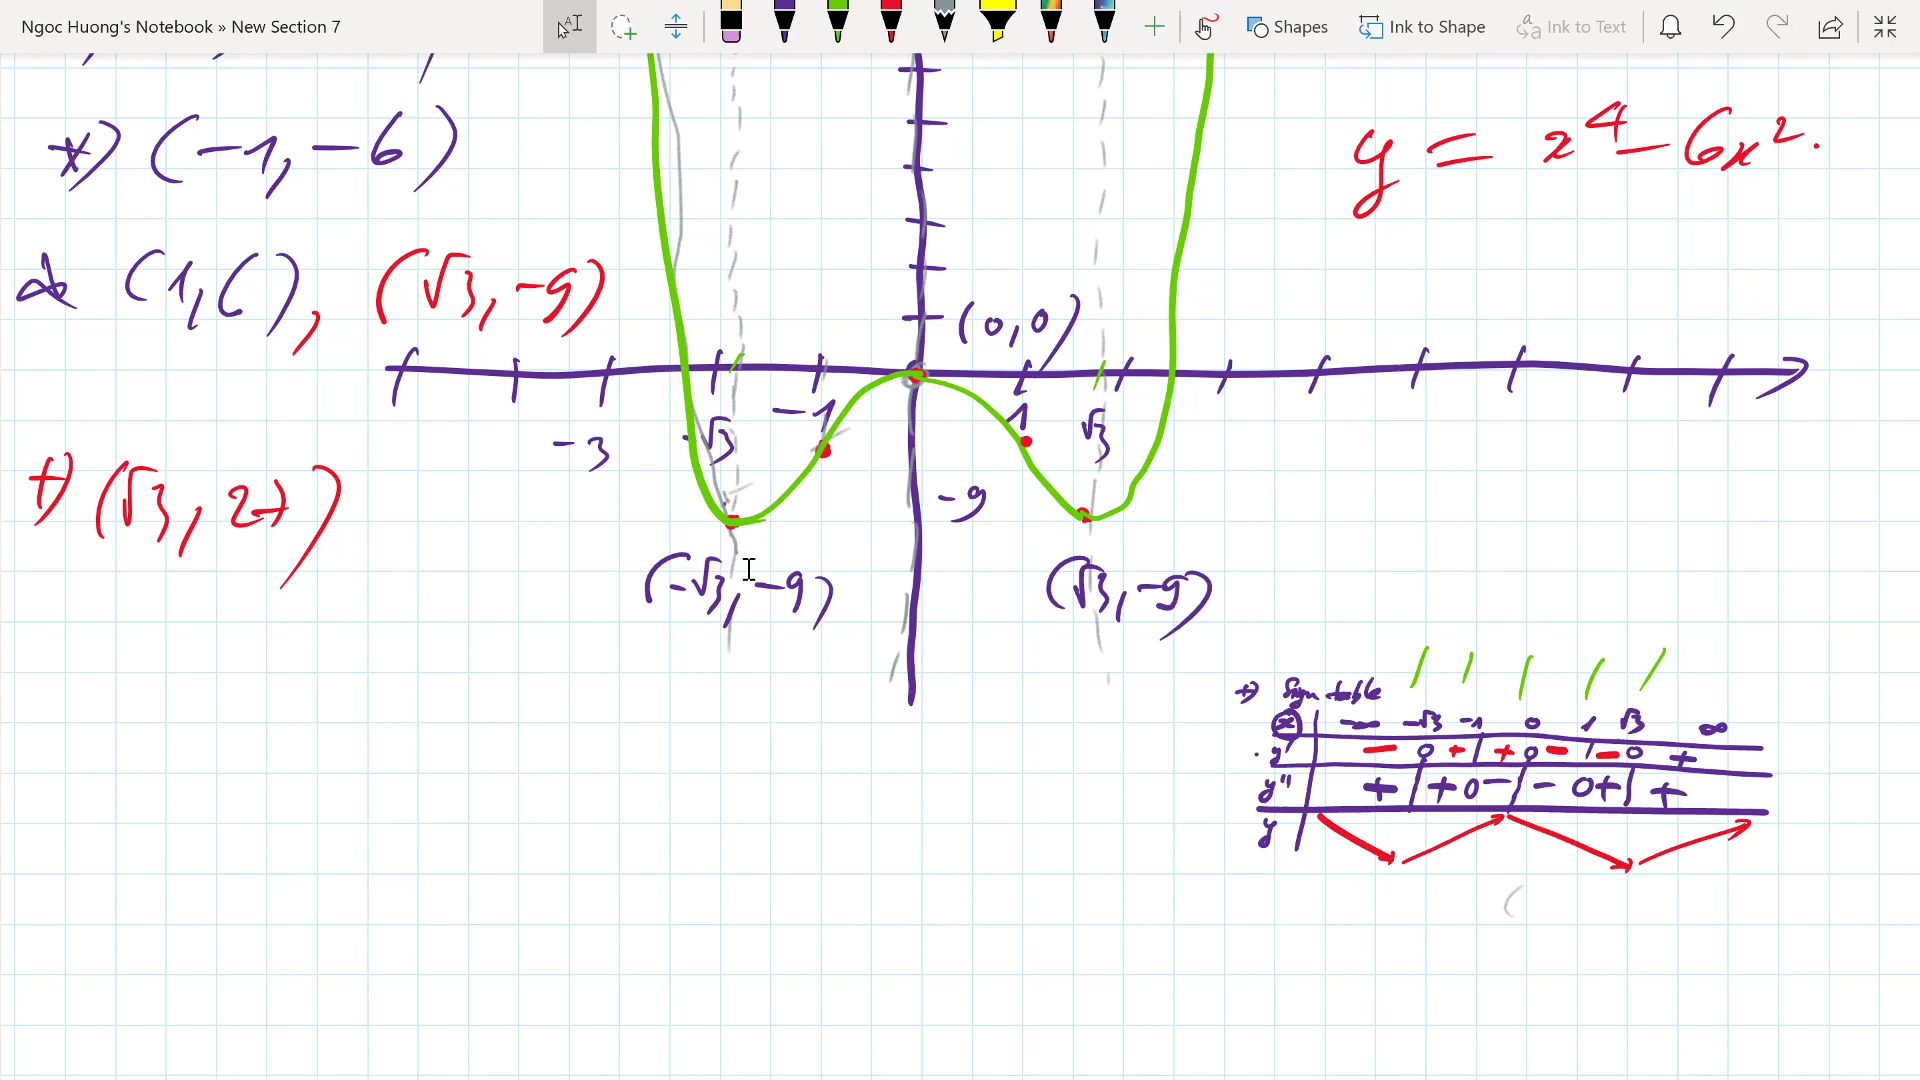 Ngoc Huong's Notebook » New Section 7
Shapes
Ink to Shape
Ink to Text
*) (-1, -6)
y = x⁴ - 6x².
(1, 6), (√3, -9)
(0, 0)
-3 -√3 -1 1 √3
-9
+) (√3, 27)
(-√3, -9) (√3, -9)
+) Sign table
x -∞ -√3 -1 0 1 √3 ∞
y' - 0 + | + 0 - | - 0 +
y'' + | + 0 - | - 0 + | +
y